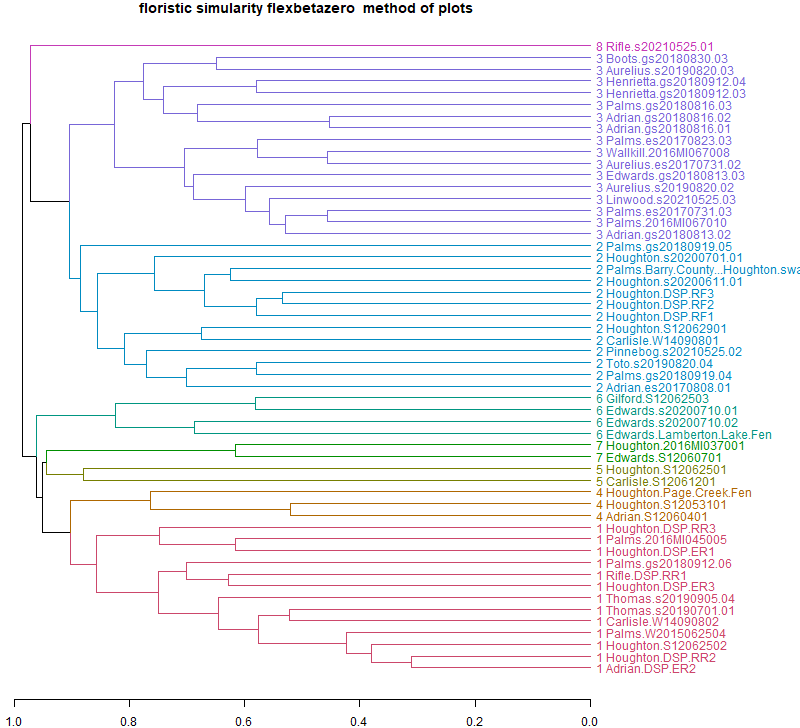 floristic simularity flexbetazero method of plots
8 Rifle.s20210525.01
3 Boots.gs20180830.03
3 Aurelius.s20190820.03
3 Henrietta.gs20180912.04
3 Henrietta.gs20180912.03
3 Palms.gs20180816.03
3 Adrian.gs20180816.02
3 Adrian.gs20180816.01
3 Palms.es20170823.03
3 Wallkill.2016MI067008
3 Aurelius.es20170731.02
3 Edwards.gs20180813.03
3 Aurelius.s20190820.02
3 Linwood.s20210525.03
3 Palms.es20170731.03
3 Palms.2016MI067010
3 Adrian.gs20180813.02
2 Palms.gs20180919.05
2 Houghton.s20200701.01
2 Palms.Barry.County...Houghton.swa
2 Houghton.s20200611.01
2 Houghton.DSP.RF3
2 Houghton.DSP.RF2
2 Houghton.DSP.RF1
2 Houghton.S12062901
2 Carlisle.W14090801
2 Pinnebog.s20210525.02
2 Toto.s20190820.04
2 Palms.gs20180919.04
2 Adrian.es20170808.01
6 Gilford.S12062503
6 Edwards.s20200710.01
6 Edwards.s20200710.02
6 Edwards.Lamberton.Lake.Fen
7 Houghton.2016MI037001
7 Edwards.S12060701
5 Houghton.S12062501
5 Carlisle.S12061201
4 Houghton.Page.Creek.Fen
4 Houghton.S12053101
4 Adrian.S12060401
1 Houghton.DSP.RR3
1 Palms.2016MI045005
1 Houghton.DSP.ER1
1 Palms.gs20180912.06
1 Rifle.DSP.RR1
1 Houghton.DSP.ER3
1 Thomas.s20190905.04
1 Thomas.s20190701.01
1 Carlisle.W14090802
1 Palms.W2015062504
1 Houghton.S12062502
1 Houghton.DSP.RR2
1 Adrian.DSP.ER2
1.0 0.8 0.6 0.4 0.2 0.0